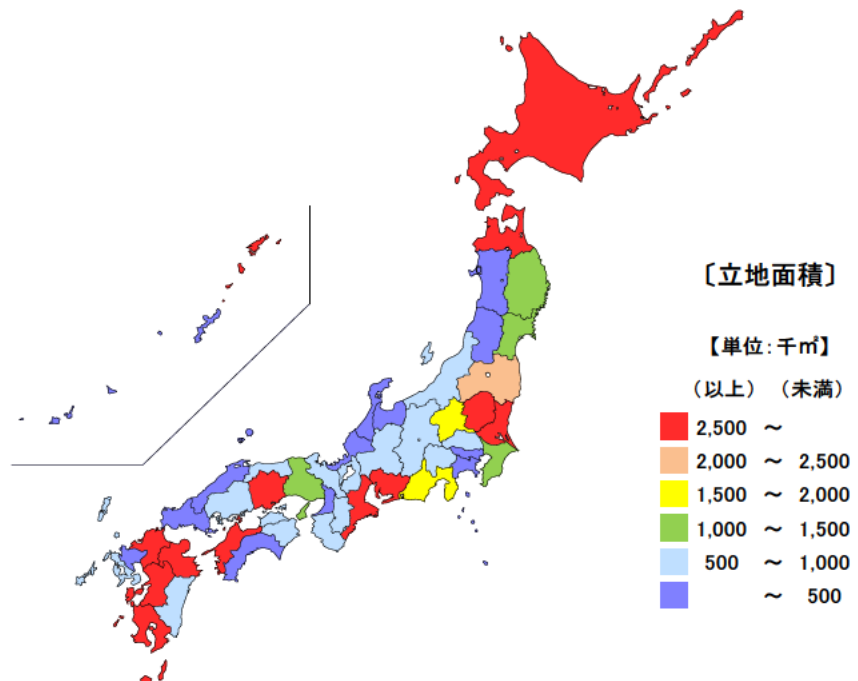 〔立地面積〕
【単位:千㎡】
(以上) (未満)
2,500 ～
2,000 ～ 2,500
1,500 ～ 2,000
1,000 ～ 1,500
500 ～ 1,000
～ 500